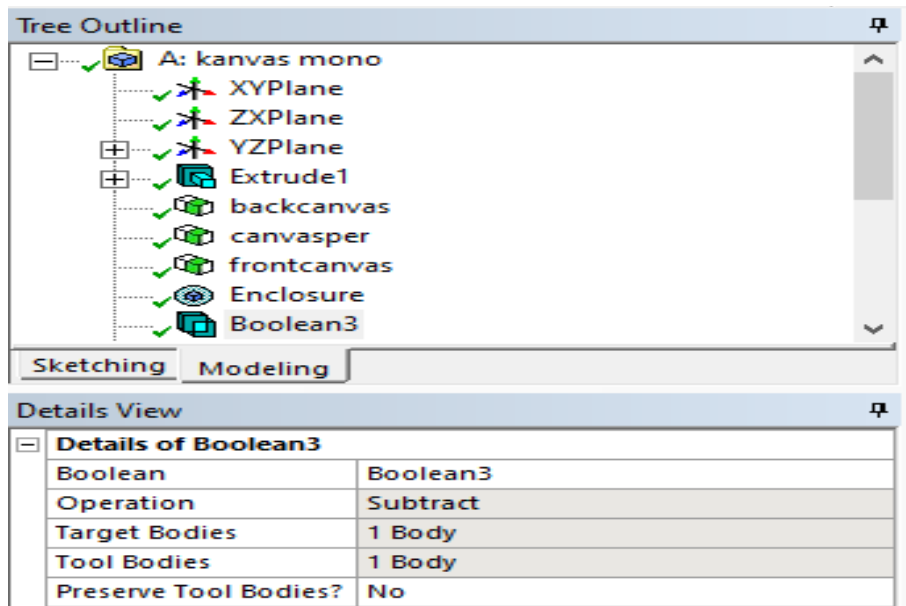 Tree Outline
A: kanvas mono
XYPlane
ZXPlane
YZPlane
Extrude1
backcanvas
canvasper
frontcanvas
Enclosure
Boolean3
Sketching Modeling
Details View
Details of Boolean3
Boolean Boolean3
Operation Subtract
Target Bodies 1 Body
Tool Bodies 1 Body
Preserve Tool Bodies? No